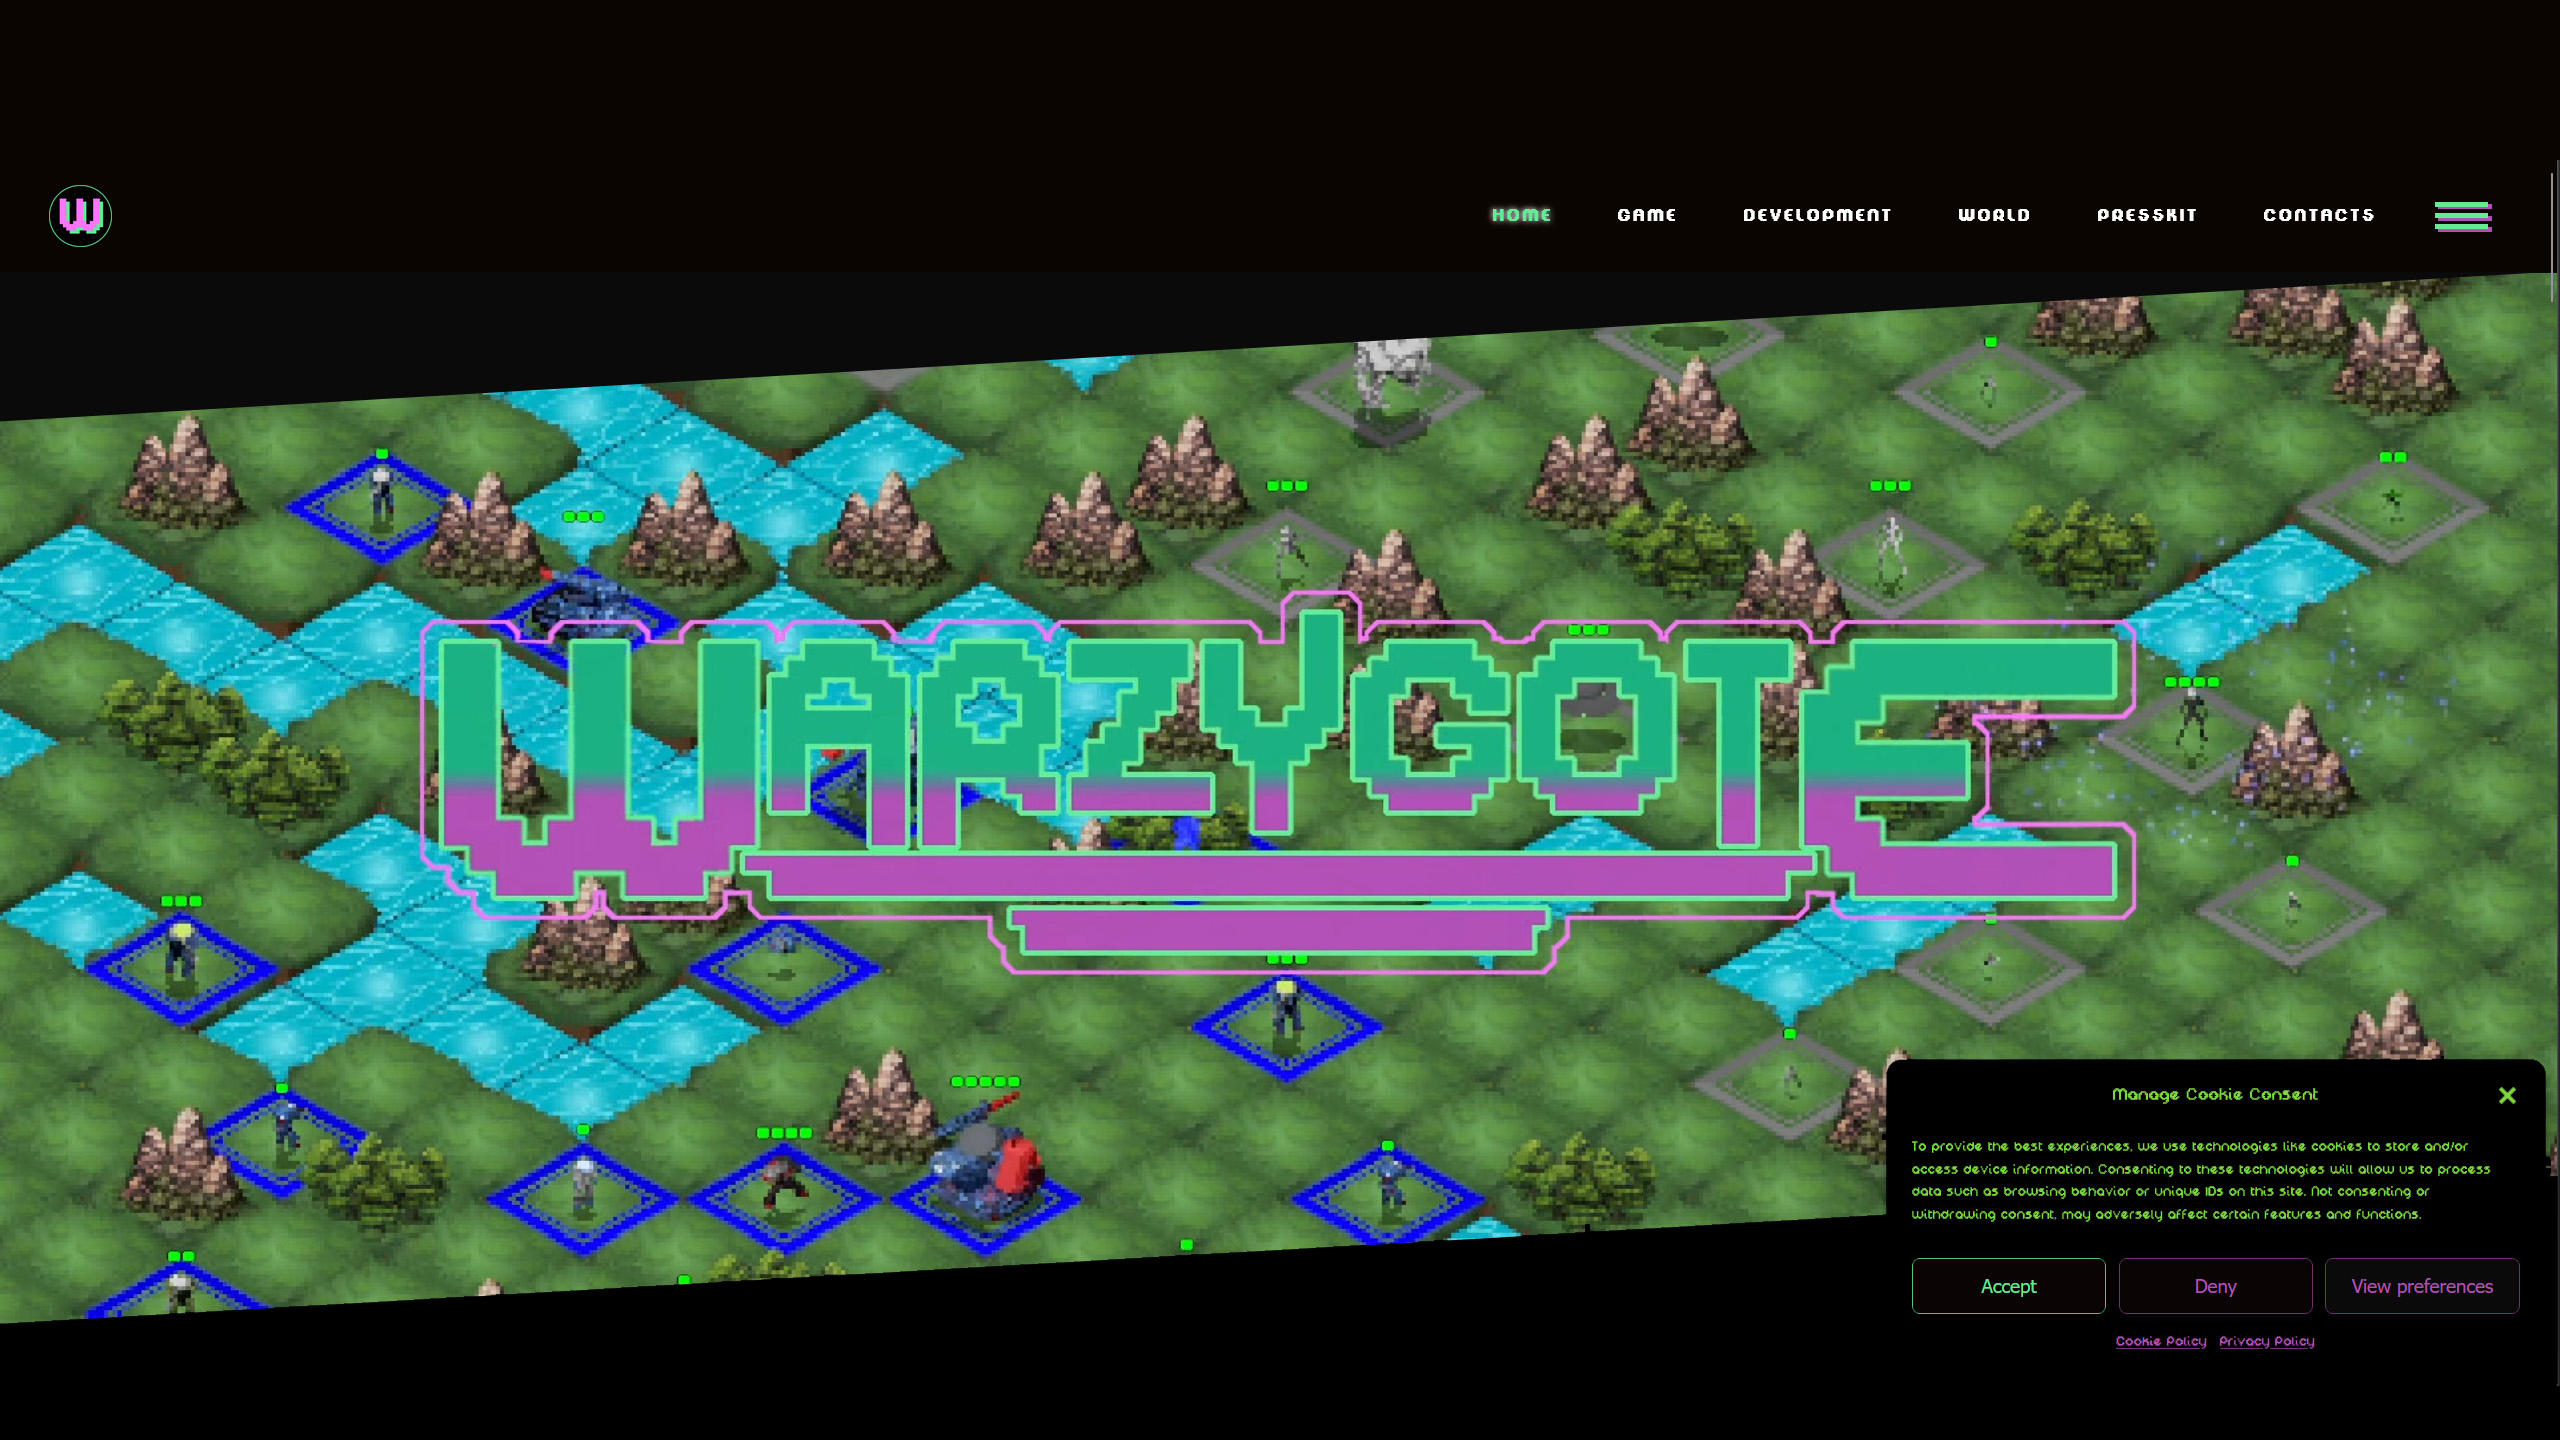 W
HOME GAME DEVELOPMENT WORLD PRESSKIT CONTACTS
WARZYGOTE
Manage Cookie Consent
To provide the best experiences, we use technologies like cookies to store and/or
access device information. Consenting to these technologies will allow us to process
data such as browsing behavior or unique IDs on this site. Not consenting or
withdrawing consent, may adversely affect certain features and functions.
Accept Deny View preferences
Cookie Policy Privacy Policy